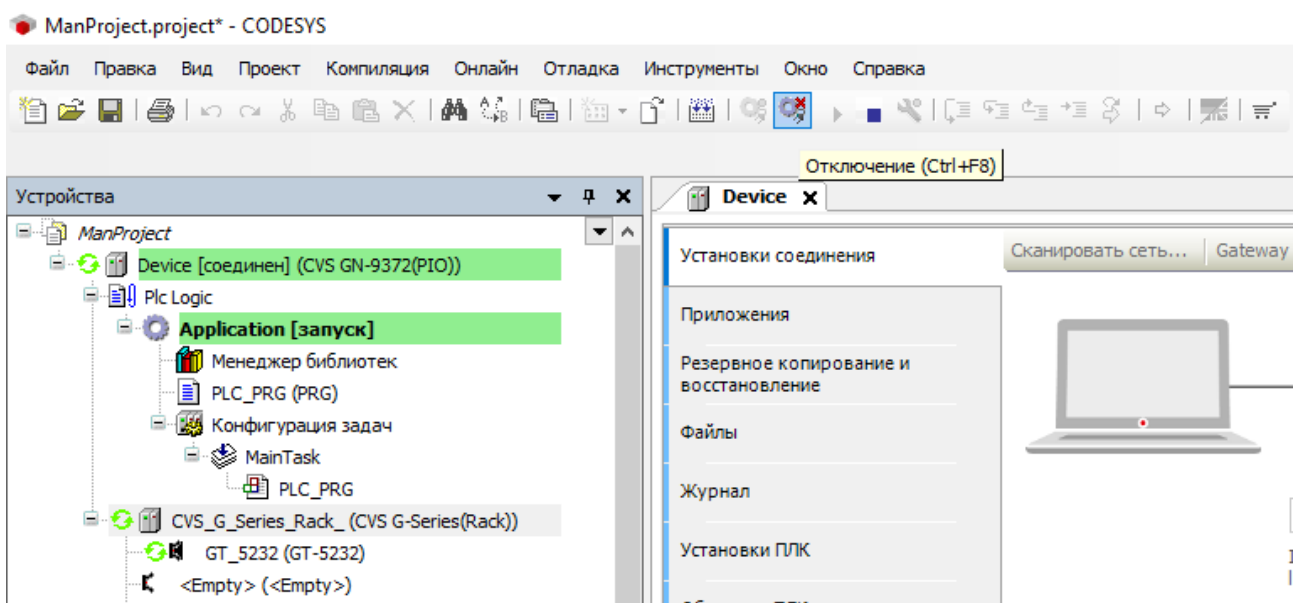 ManProject.project* - CODESYS
Файл Правка Вид Проект Компиляция Онлайн Отладка Инструменты Окно Справка
Отключение (Ctrl+F8)
Устройства
Device
ManProject
Device [соединен] (CVS GN-9372(PIO))
Plc Logic
Application [запуск]
Менеджер библиотек
PLC_PRG (PRG)
Конфигурация задач
MainTask
PLC_PRG
CVS_G_Series_Rack_ (CVS G-Series(Rack))
GT_5232 (GT-5232)
<Empty> (<Empty>)
Установки соединения
Приложения
Резервное копирование и
восстановление
Файлы
Журнал
Установки ПЛК
Сканировать сеть... Gateway